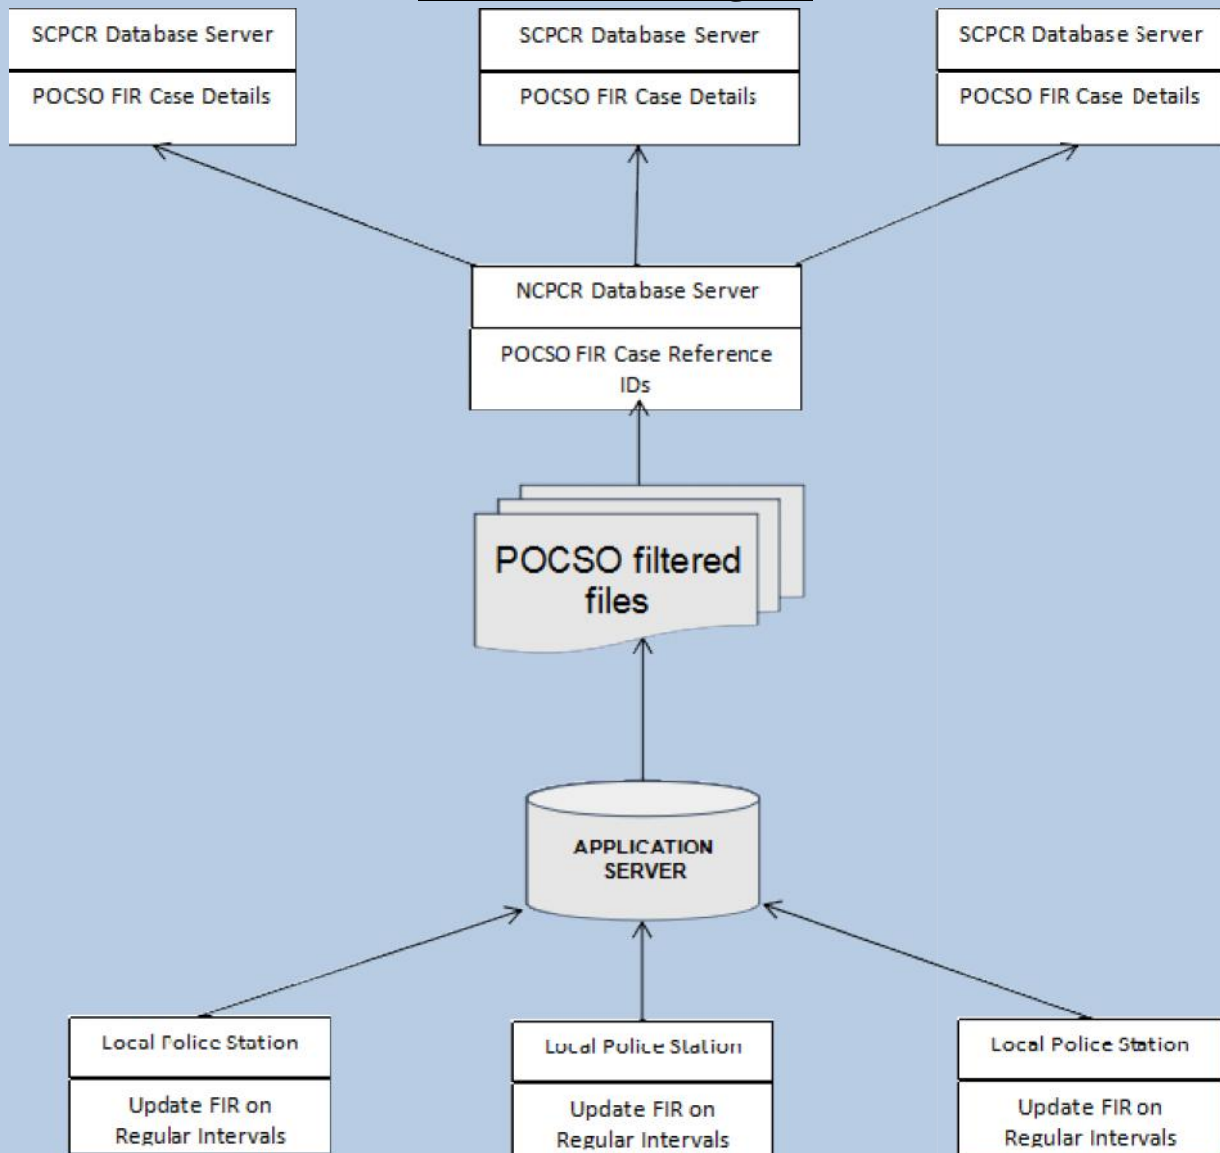 SCPCR Database Server
POCSO FIR Case Details
SCPCR Database Server
POCSO FIR Case Details
SCPCR Database Server
POCSO FIR Case Details
NCPCR Database Server
POCSO FIR Case Reference
IDs
POCSO filtered
files
APPLICATION
SERVER
Local Police Station
Update FIR on
Regular Intervals
Local Police Station
Update FIR on
Regular Intervals
Local Police Station
Update FIR on
Regular Intervals